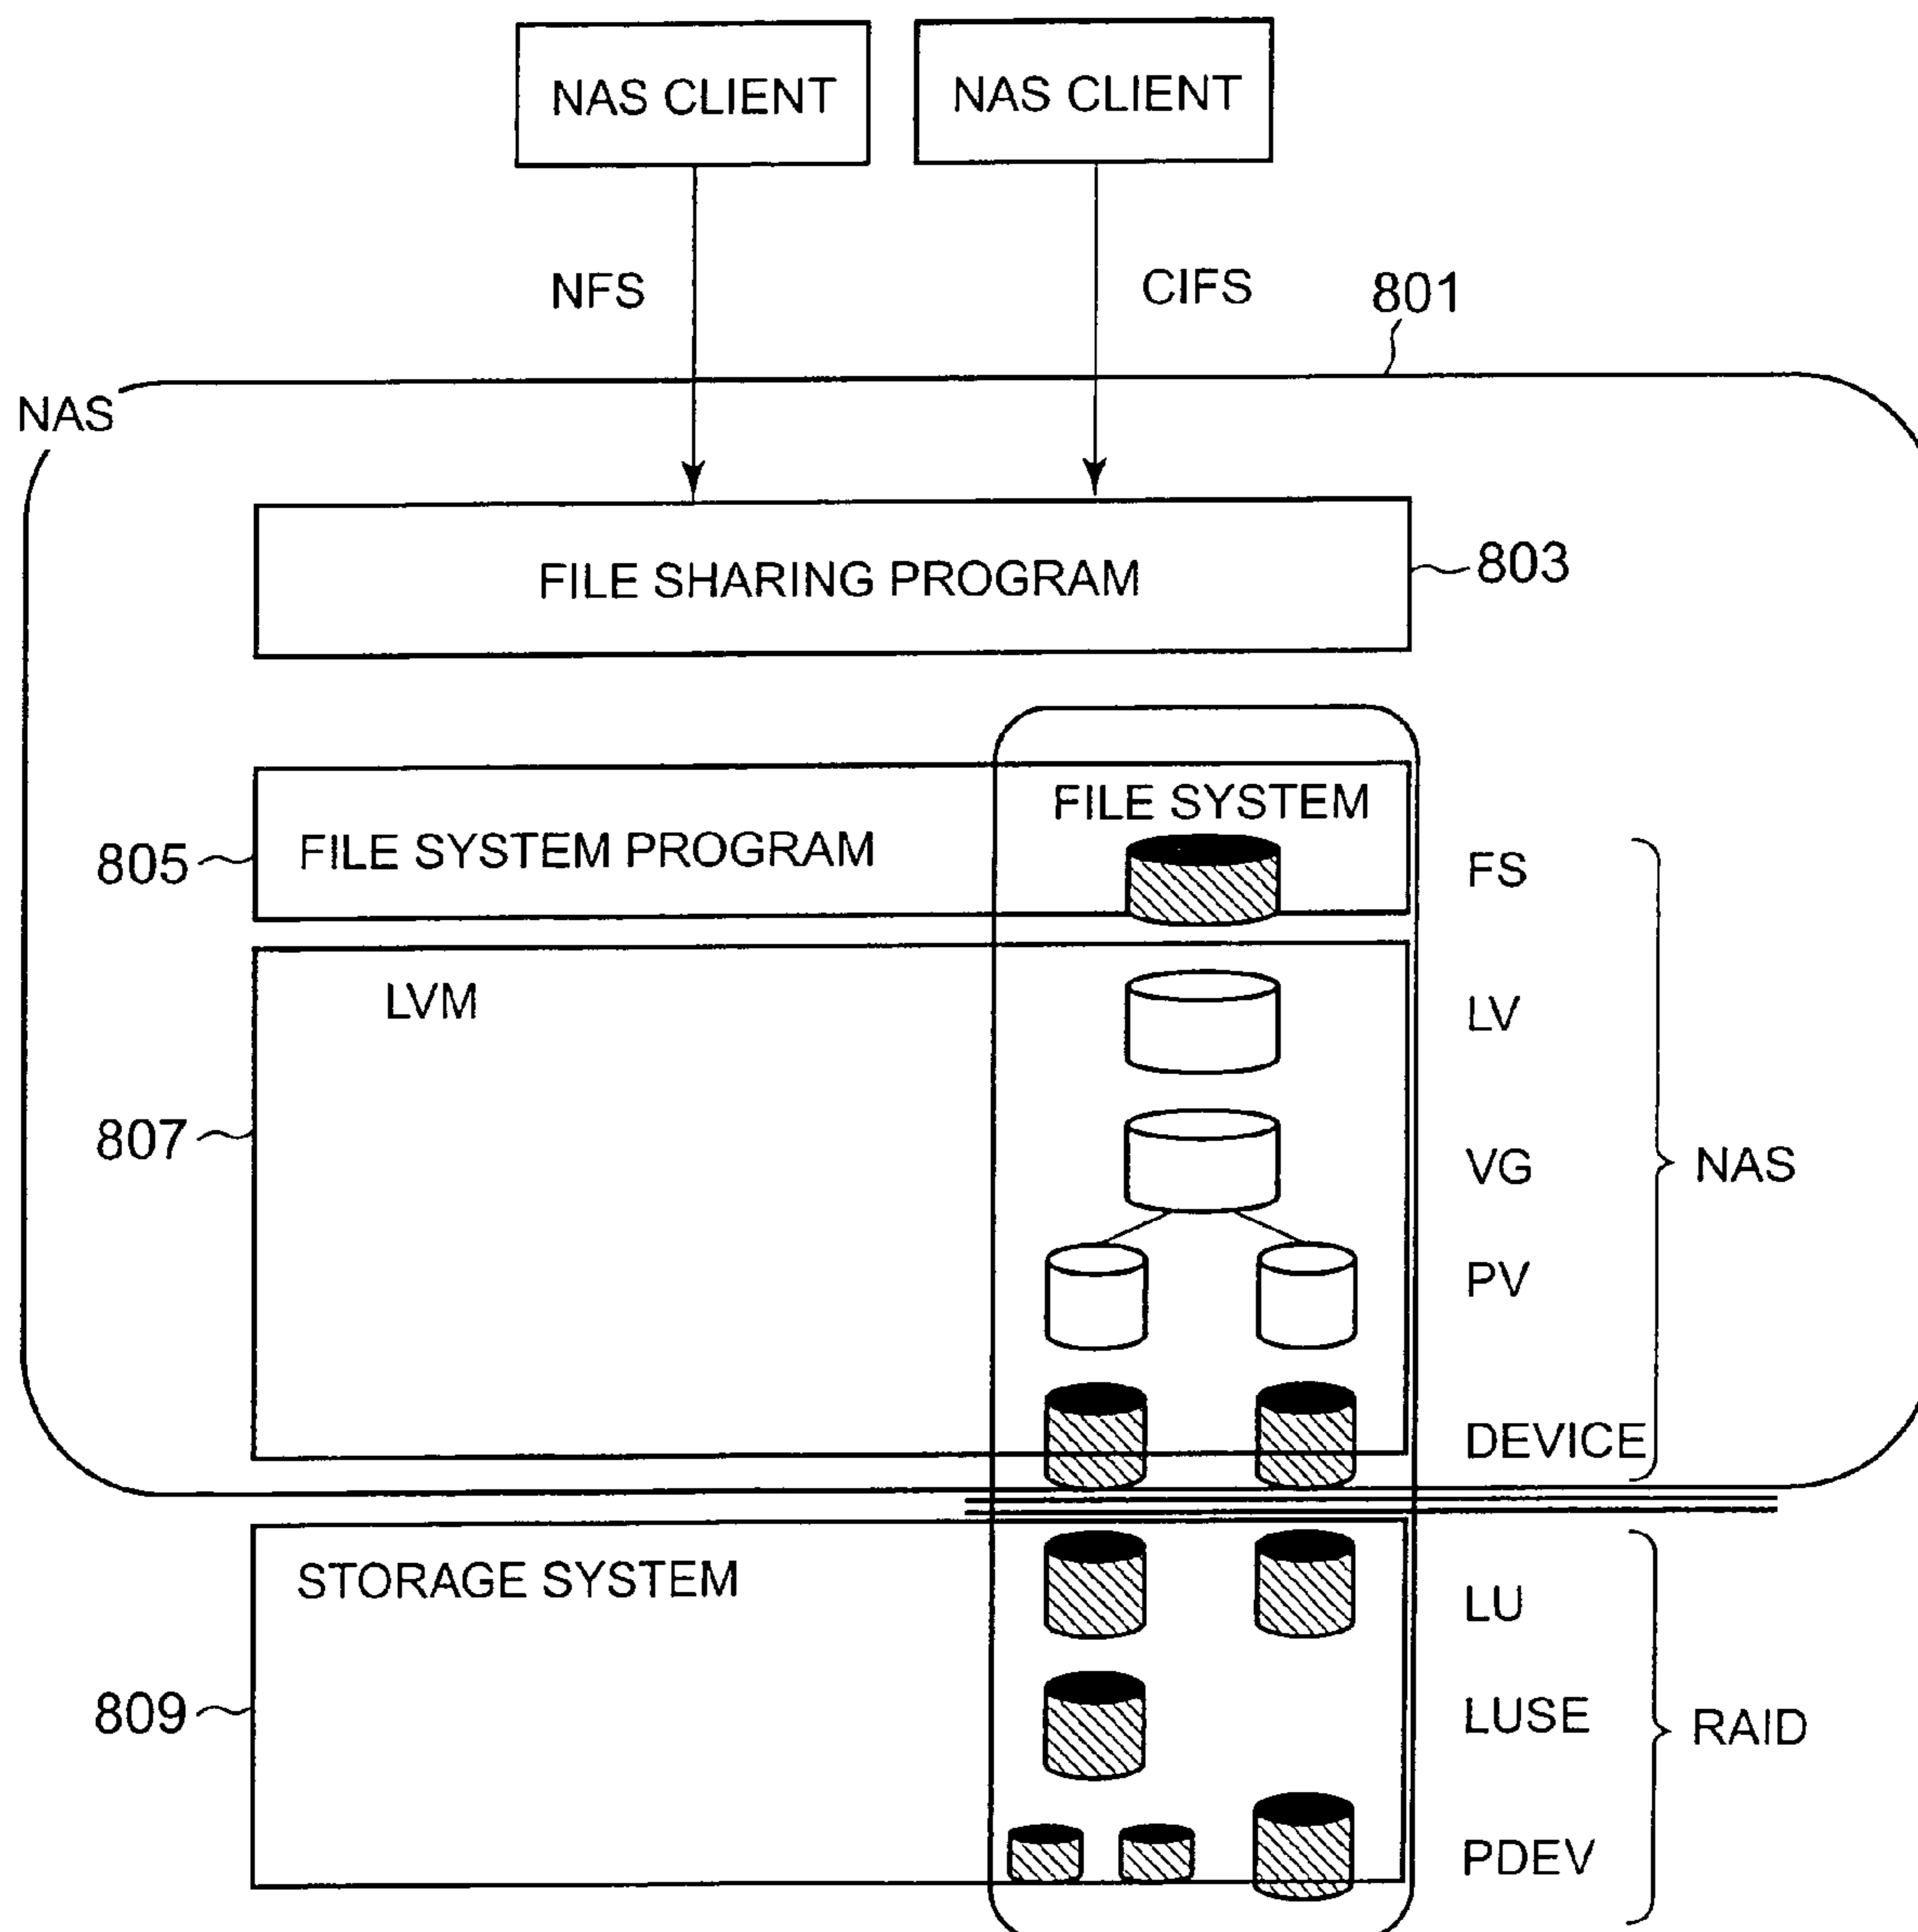 NAS CLIENT
NAS CLIENT
NFS
CIFS
801
NAS
FILE SHARING PROGRAM
803
FILE SYSTEM
805
FILE SYSTEM PROGRAM
FS
LVM
LV
807
VG
NAS
PV
DEVICE
STORAGE SYSTEM
LU
809
LUSE
RAID
PDEV